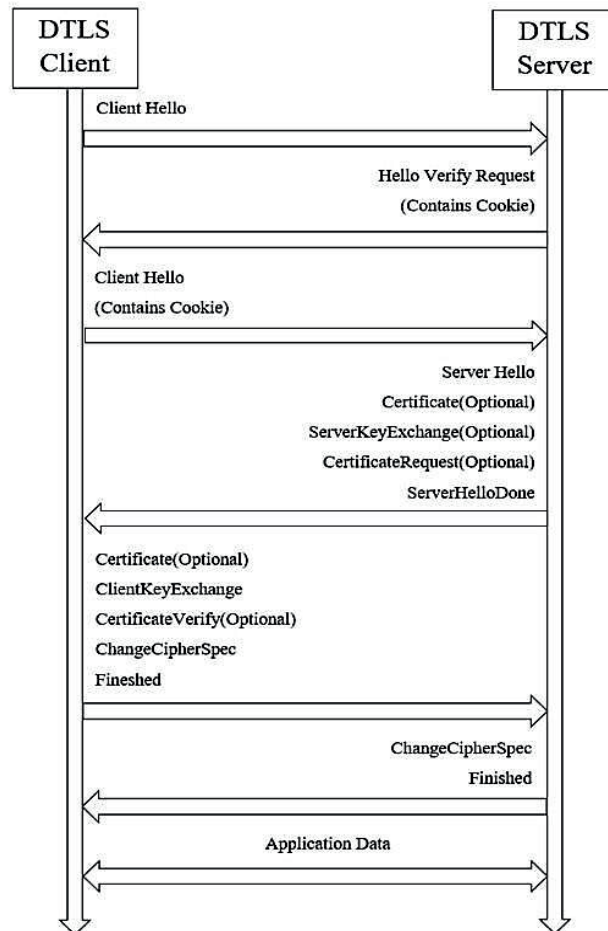 DTLS
Client
DTLS
Server
Client Hello
Hello Verify Request
(Contains Cookie)
Client Hello
(Contains Cookie)
Server Hello
Certificate(Optional)
ServerKeyExchange(Optional)
CertificateRequest(Optional)
ServerHelloDone
Certificate(Optional)
ClientKeyExchange
CertificateVerify(Optional)
ChangeCipherSpec
Fineshed
ChangeCipherSpec
Finished
Application Data